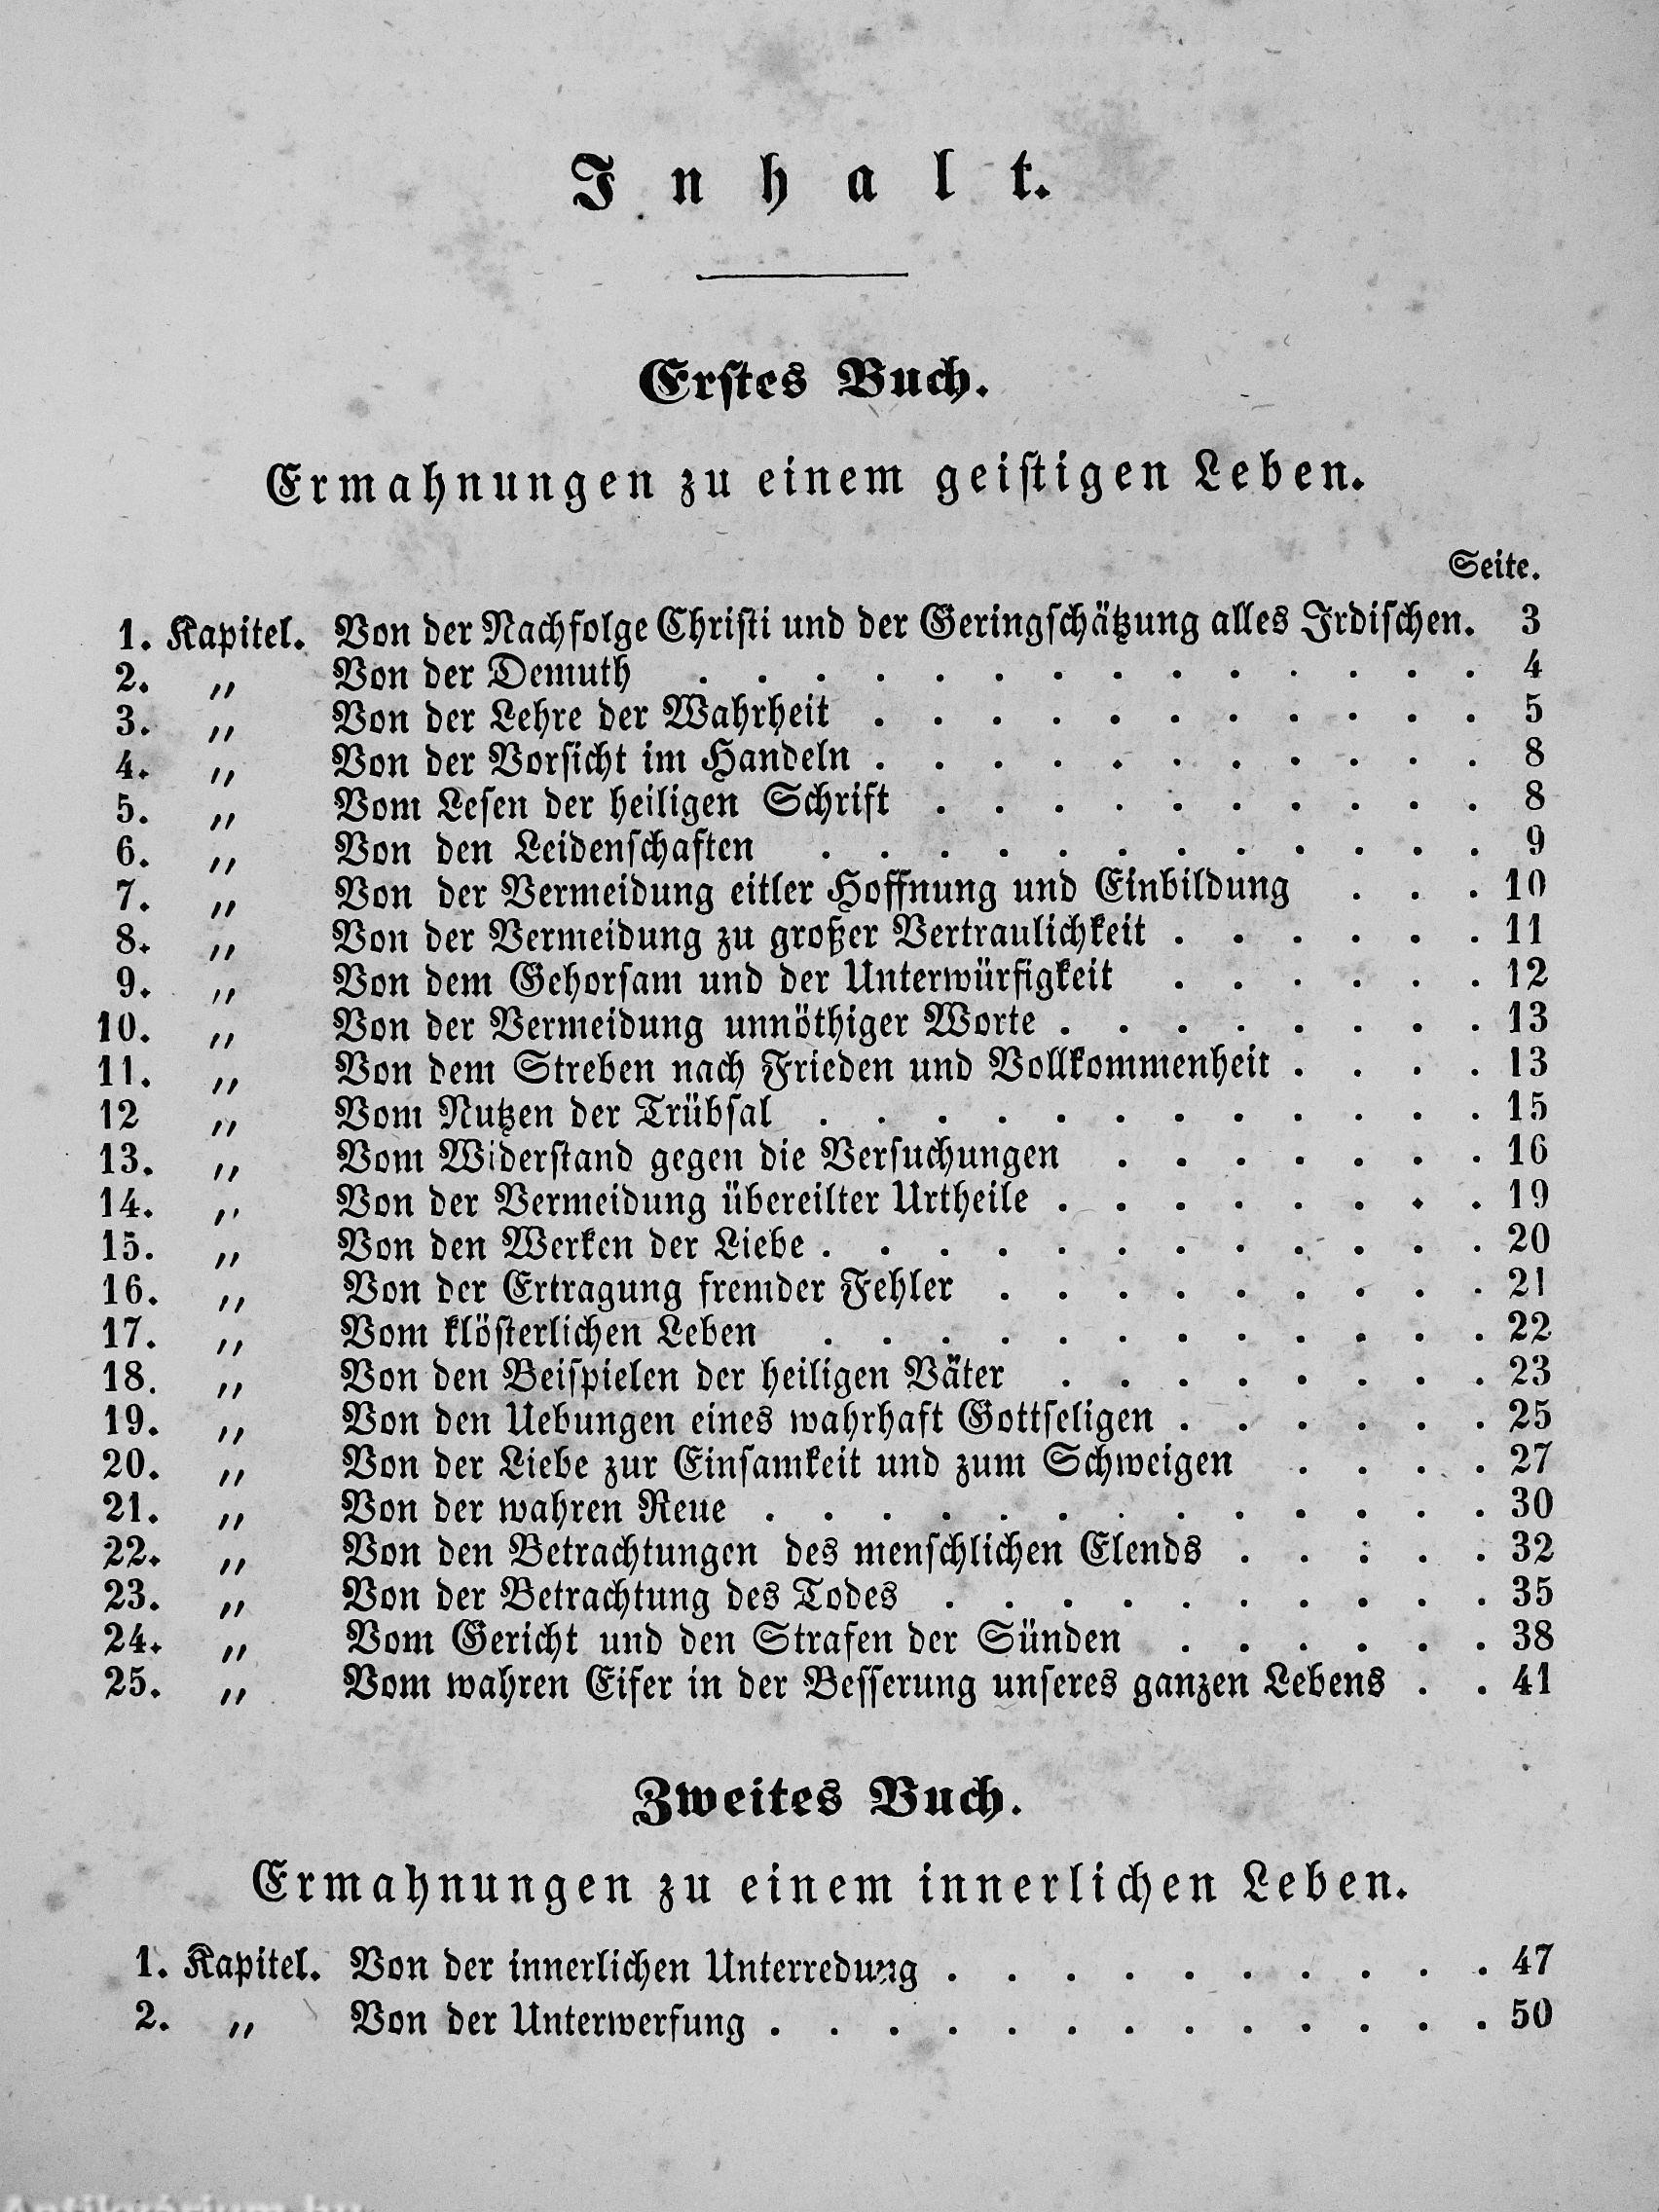 Inhalt.
Erstes Buch.
Ermahnungen zu einem geistigen Leben.
Seite.
1. Kapitel. Von der Nachfolge Christi und der Geringschätzung alles Irdischen. 3
2. „ Von der Demuth . . . . . . . . . . . . . . 4
3. „ Von der Lehre der Wahrheit . . . . . . . . . . . 5
4. „ Von der Vorsicht im Handeln . . . . . . . . . . . 8
5. „ Vom Lesen der heiligen Schrift . . . . . . . . . . 8
6. „ Von den Leidenschaften . . . . . . . . . . . . 9
7. „ Von der Vermeidung eitler Hoffnung und Einbildung . . . 10
8. „ Von der Vermeidung zu großer Vertraulichkeit . . . . . . 11
9. „ Von dem Gehorsam und der Unterwürfigkeit . . . . . . 12
10. „ Von der Vermeidung unnöthiger Worte . . . . . . . . 13
11. „ Von dem Streben nach Frieden und Vollkommenheit . . . . 13
12 „ Vom Nutzen der Trübsal . . . . . . . . . . . . 15
13. „ Vom Widerstand gegen die Versuchungen . . . . . . . 16
14. „ Von der Vermeidung übereilter Urtheile . . . . . . . . 19
15. „ Von den Werken der Liebe . . . . . . . . . . . . 20
16. „ Von der Ertragung fremder Fehler . . . . . . . . . 21
17. „ Vom klösterlichen Leben . . . . . . . . . . . . 22
18. „ Von den Beispielen der heiligen Väter . . . . . . . . 23
19. „ Von den Uebungen eines wahrhaft Gottseligen . . . . . . 25
20. „ Von der Liebe zur Einsamkeit und zum Schweigen . . . . 27
21. „ Von der wahren Reue . . . . . . . . . . . . . 30
22. „ Von den Betrachtungen des menschlichen Elends . . . . . 32
23. „ Von der Betrachtung des Todes . . . . . . . . . . 35
24. „ Vom Gericht und den Strafen der Sünden . . . . . . 38
25. „ Vom wahren Eifer in der Besserung unseres ganzen Lebens . . 41
Zweites Buch.
Ermahnungen zu einem innerlichen Leben.
1. Kapitel. Von der innerlichen Unterredung . . . . . . . . . . 47
2. „ Von der Unterwerfung . . . . . . . . . . . . . 50